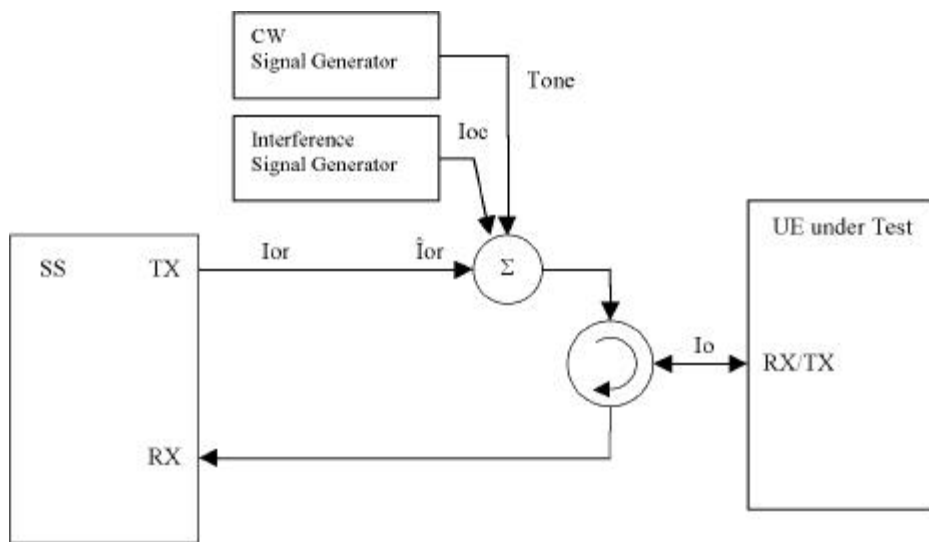 CW
Signal Generator
Tone
Interference
Signal Generator
Ioc
UE under Test
SS
TX
Ior
Îor
Σ
Io
RX/TX
RX